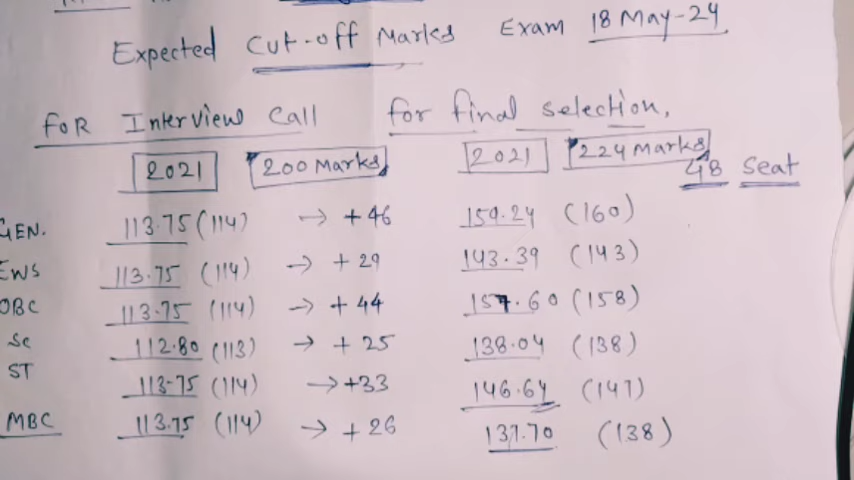 Expected Cut-off Marks Exam 18 May-24
FOR Interview Call for final selection,
2021 200 Marks 2021 224 Marks
48 Seat
GEN. 113.75 (114) → +46 159.24 (160)
EWS 113.75 (114) → +29 143.39 (143)
OBC 113.75 (114) → +44 157.60 (158)
SC 112.80 (113) → +25 138.04 (138)
ST 113.75 (114) → +33 146.64 (147)
MBC 113.75 (114) → +26 137.70 (138)